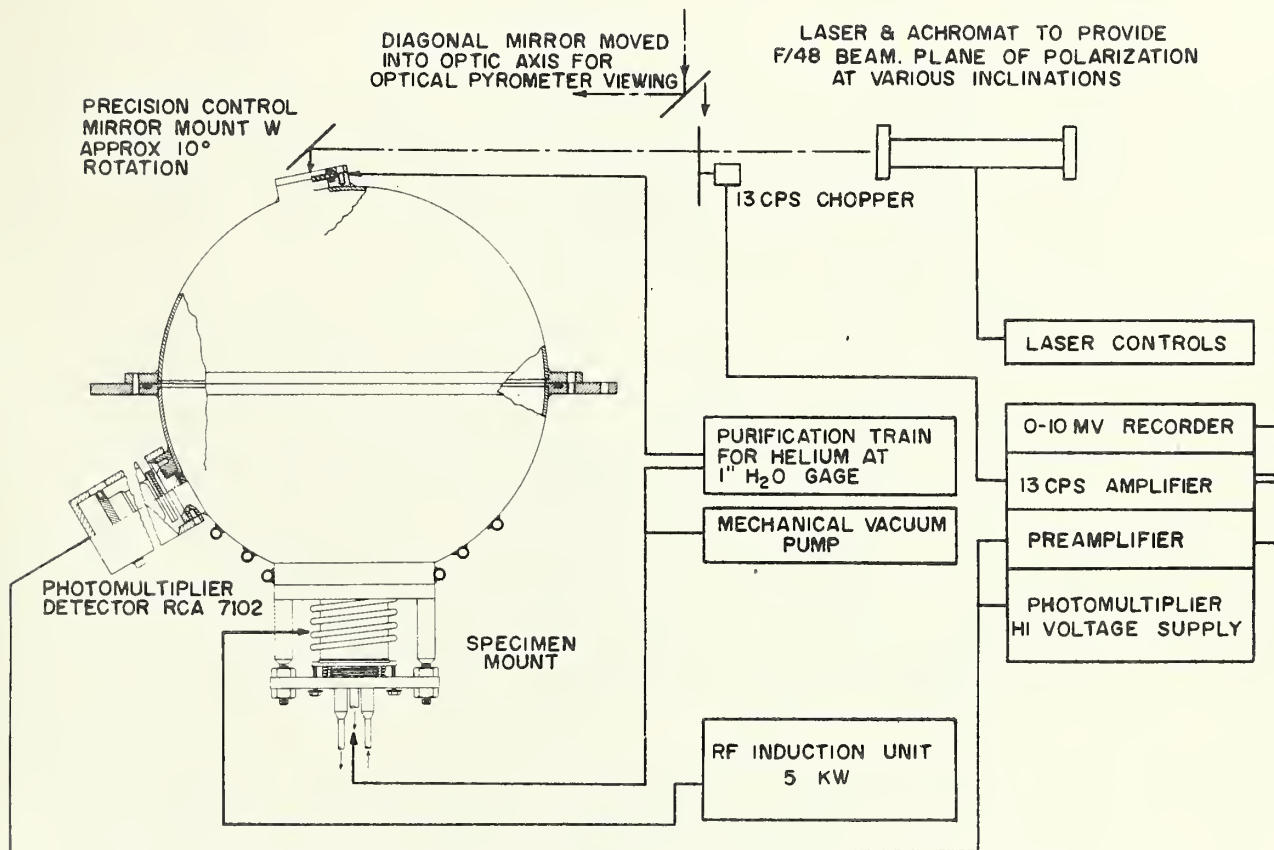 DIAGONAL MIRROR MOVED
INTO OPTIC AXIS FOR
OPTICAL PYROMETER VIEWING
LASER & ACHROMAT TO PROVIDE
F/48 BEAM. PLANE OF POLARIZATION
AT VARIOUS INCLINATIONS
PRECISION CONTROL
MIRROR MOUNT W
APPROX 10°
ROTATION
13 CPS CHOPPER
LASER CONTROLS
0-10 MV RECORDER
13 CPS AMPLIFIER
PREAMPLIFIER
PHOTOMULTIPLIER
HI VOLTAGE SUPPLY
PURIFICATION TRAIN
FOR HELIUM AT
1" H₂O GAGE
MECHANICAL VACUUM
PUMP
PHOTOMULTIPLIER
DETECTOR RCA 7102
SPECIMEN
MOUNT
RF INDUCTION UNIT
5 KW